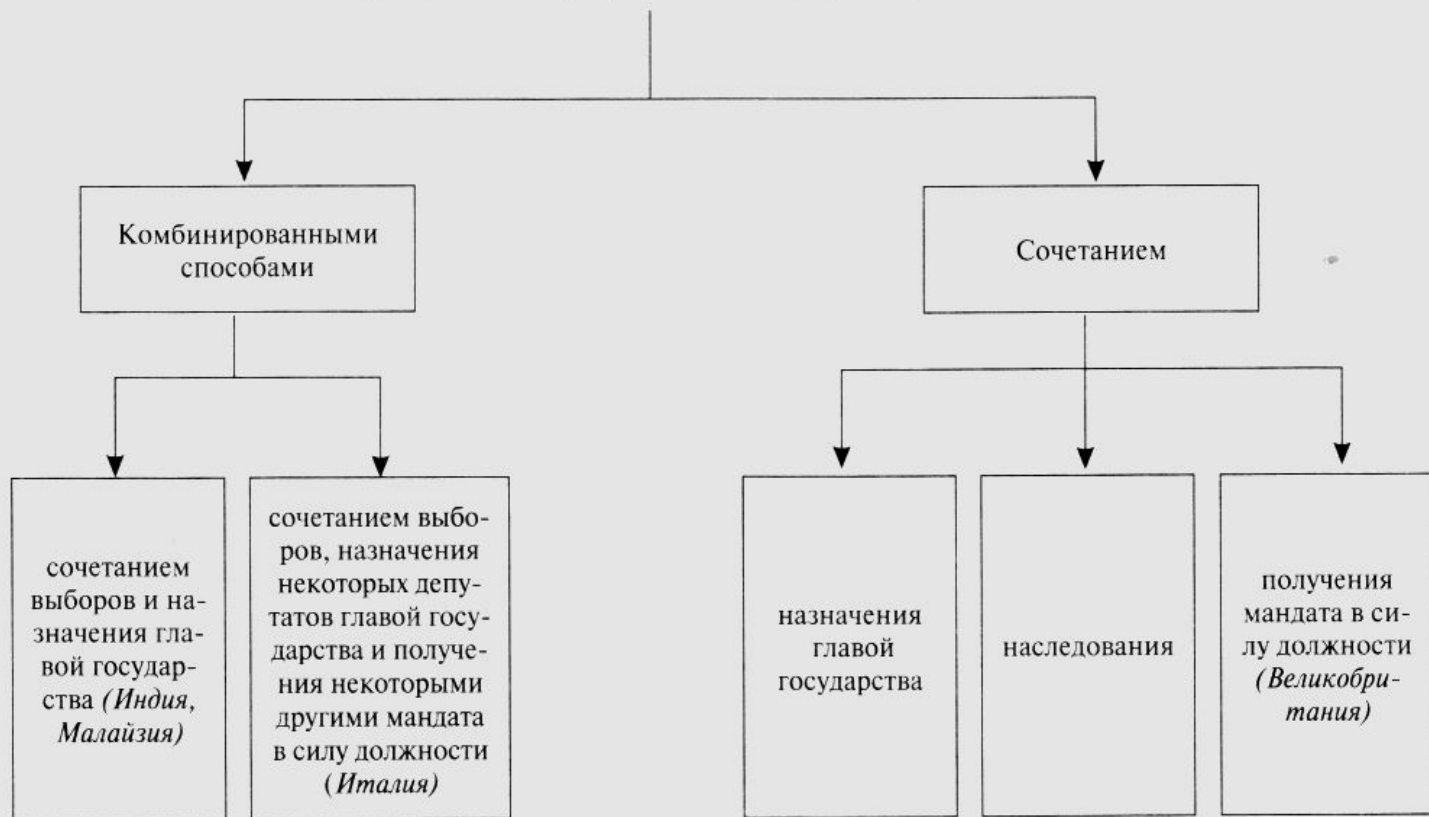 Комбинированными
способами
Сочетанием
сочетанием
выборов и на-
значения гла-
вой государ-
ства (Индия,
Малайзия)
сочетанием выбо-
ров, назначения
некоторых депу-
татов главой госу-
дарства и получе-
ния некоторыми
другими мандата
в силу должности
(Италия)
назначения
главой
государства
наследования
получения
мандата в си-
лу должности
(Великобри-
тания)